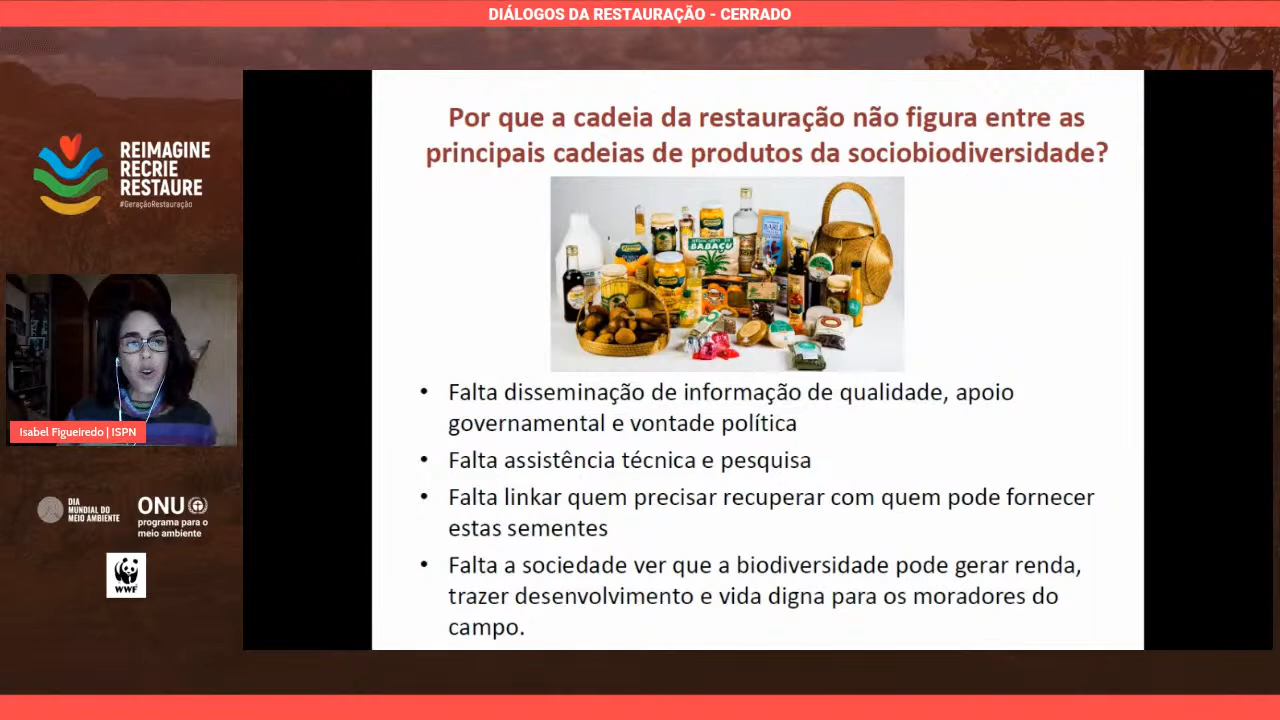 DIÁLOGOS DA RESTAURAÇÃO - CERRADO
REIMAGINE
RECRIE
RESTAURE
#GeraçãoRestauração
Isabel Figueiredo | ISPN
DIA
MUNDIAL DO
MEIO AMBIENTE
ONU
programa para o
meio ambiente
WWF
Por que a cadeia da restauração não figura entre as
principais cadeias de produtos da sociobiodiversidade?
BABAÇU
• Falta disseminação de informação de qualidade, apoio
governamental e vontade política
• Falta assistência técnica e pesquisa
• Falta linkar quem precisar recuperar com quem pode fornecer
estas sementes
• Falta a sociedade ver que a biodiversidade pode gerar renda,
trazer desenvolvimento e vida digna para os moradores do
campo.